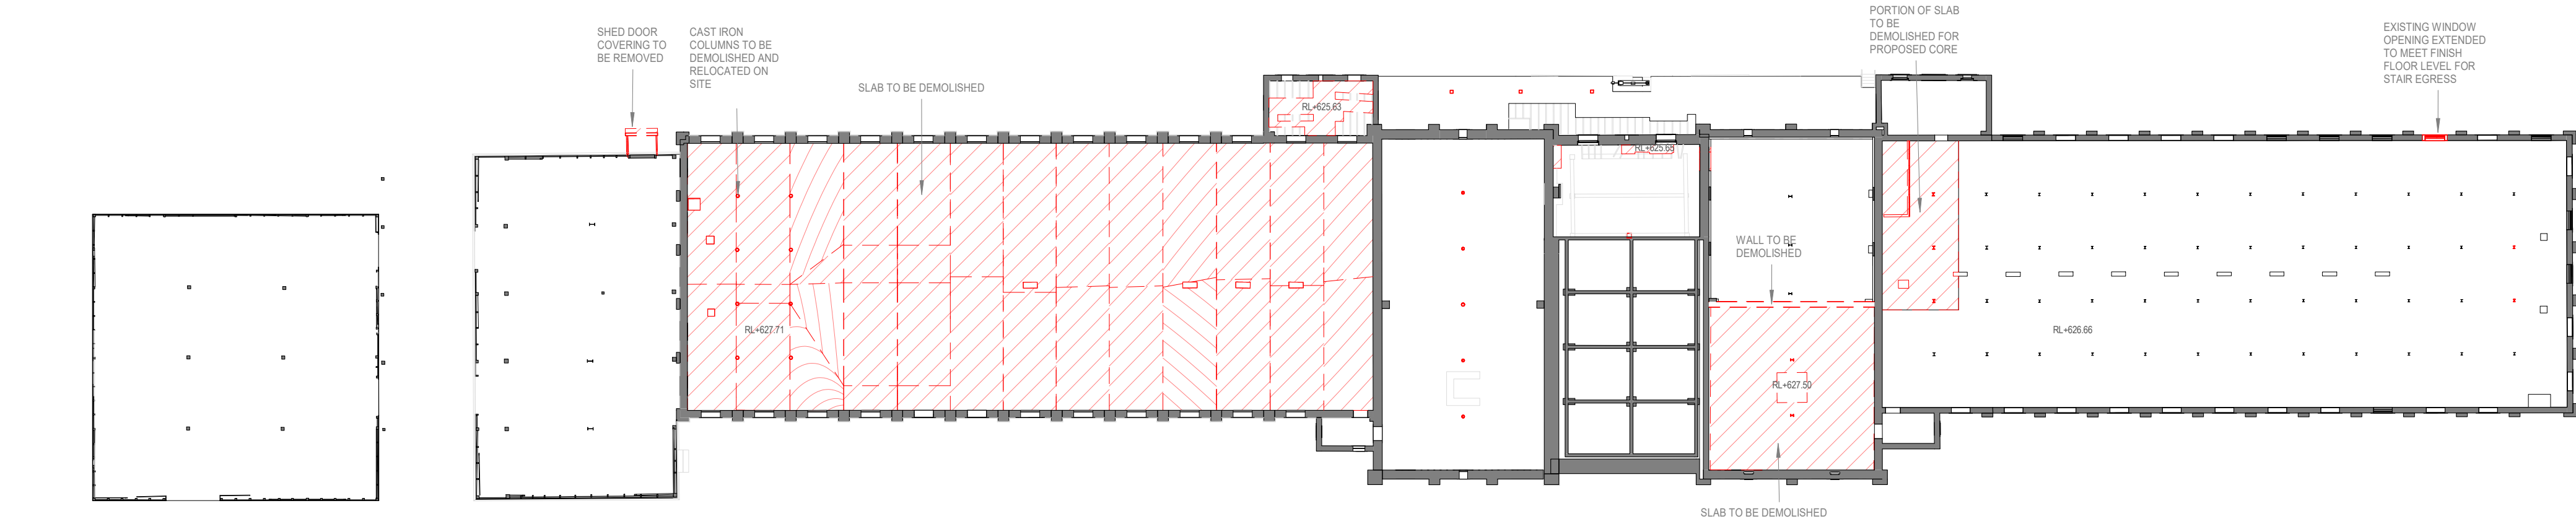 SHED DOOR
COVERING TO
BE REMOVED
CAST IRON
COLUMNS TO BE
DEMOLISHED AND
RELOCATED ON
SITE
SLAB TO BE DEMOLISHED
PORTION OF SLAB
TO BE
DEMOLISHED FOR
PROPOSED CORE
EXISTING WINDOW
OPENING EXTENDED
TO MEET FINISH
FLOOR LEVEL FOR
STAIR EGRESS
RL+625.63
RL+625.65
WALL TO BE
DEMOLISHED
RL+627.71
RL+626.66
RL+627.50
SLAB TO BE DEMOLISHED